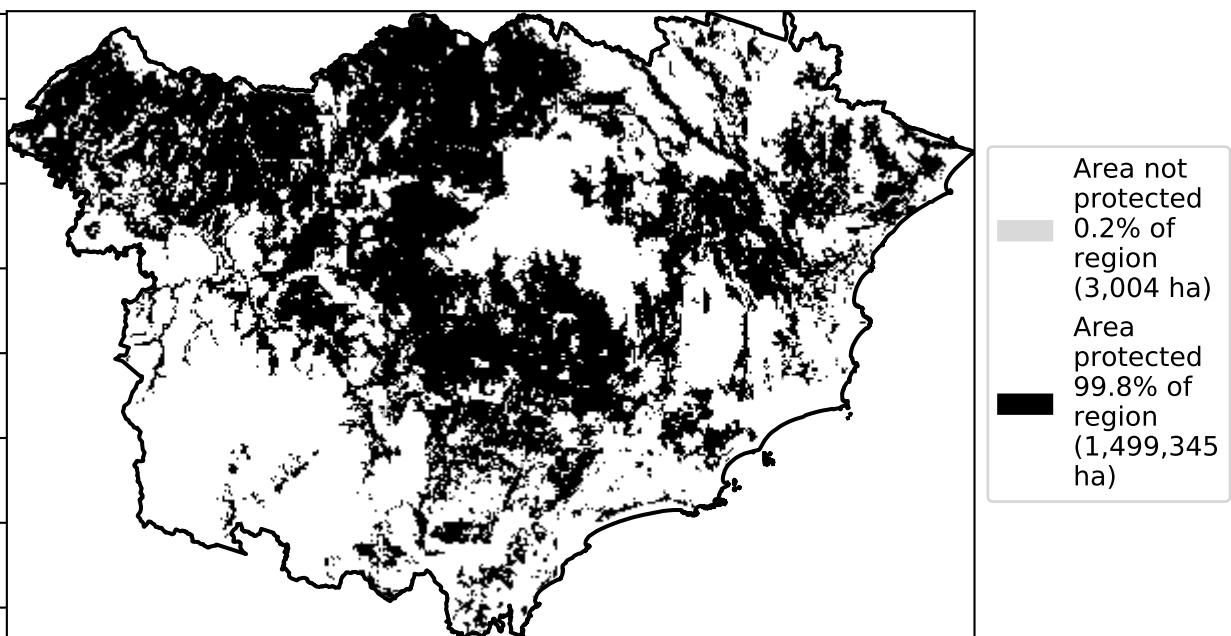 Area not
protected
0.2% of
region
(3,004 ha)
Area
protected
99.8% of
region
(1,499,345
ha)